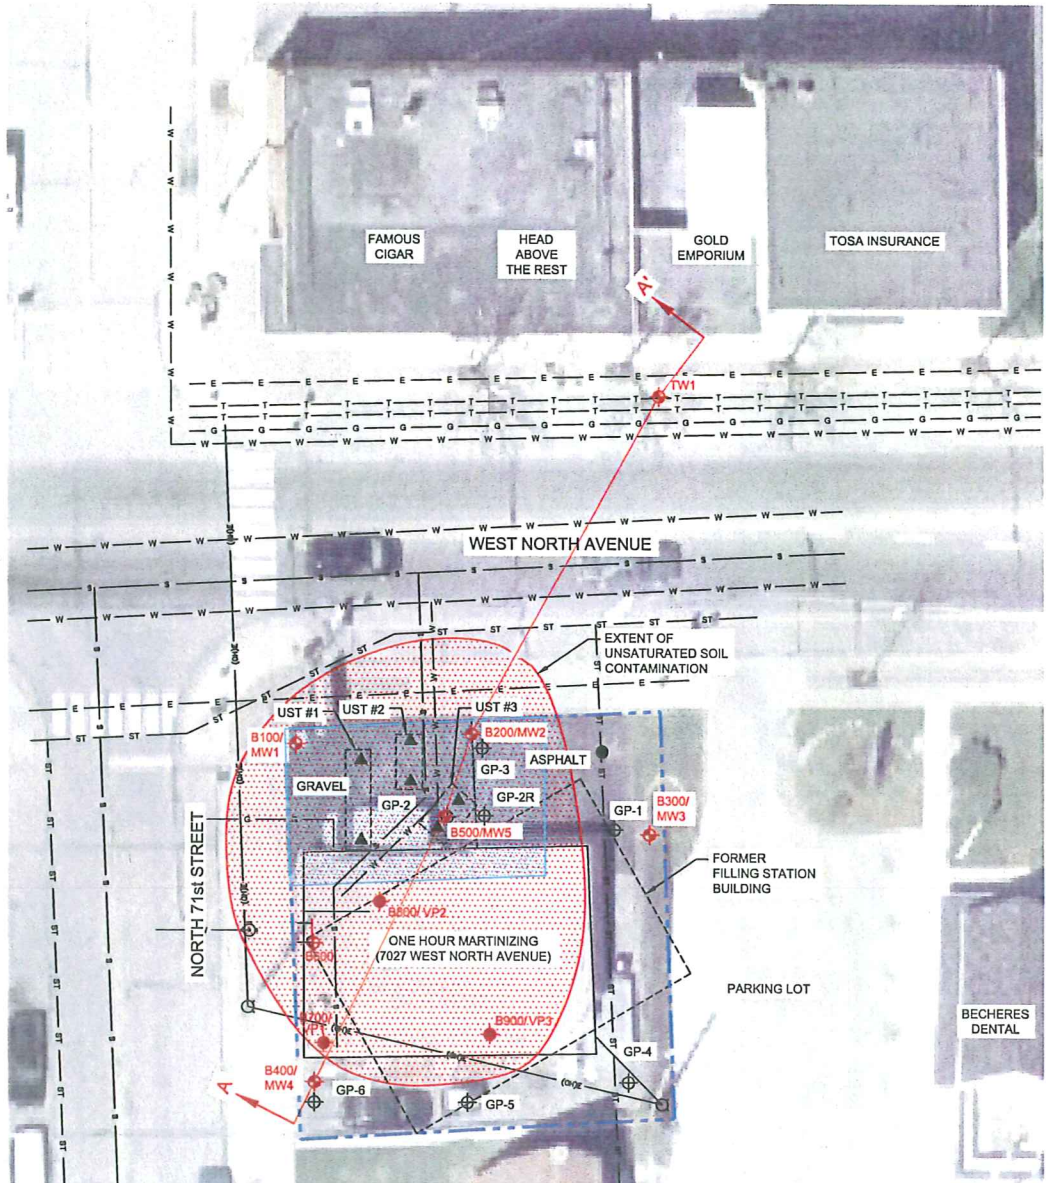 FAMOUS
CIGAR
HEAD
ABOVE
THE REST
GOLD
EMPORIUM
TOSA INSURANCE
A'
TW1
WEST NORTH AVENUE
EXTENT OF
UNSATURATED SOIL
CONTAMINATION
UST #1
UST #2
UST #3
B100/
MW1
B200/MW2
GP-3
ASPHALT
GRAVEL
GP-2
GP-2R
GP-1
B300/
MW3
B500/MW5
NORTH 71st STREET
FORMER
FILLING STATION
BUILDING
B800/VP2
B600
ONE HOUR MARTINIZING
(7027 WEST NORTH AVENUE)
PARKING LOT
BECHERES
DENTAL
B700/
VP1
B900/VP3
B400/
MW4
GP-4
A
GP-6
GP-5